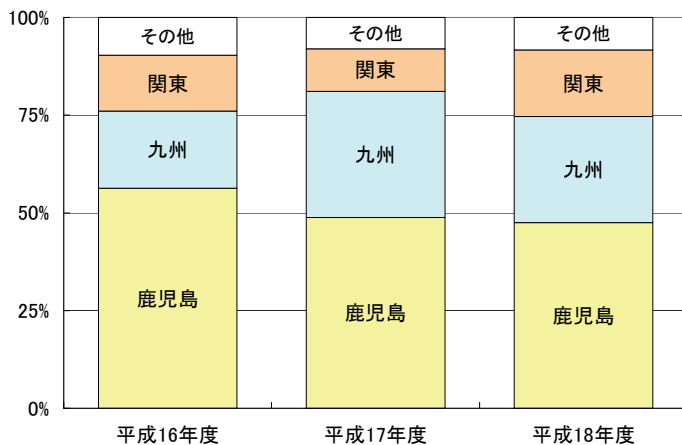 100%
75%
50%
25%
0%
その他
関東
九州
鹿児島
その他
関東
九州
鹿児島
その他
関東
九州
鹿児島
平成16年度
平成17年度
平成18年度